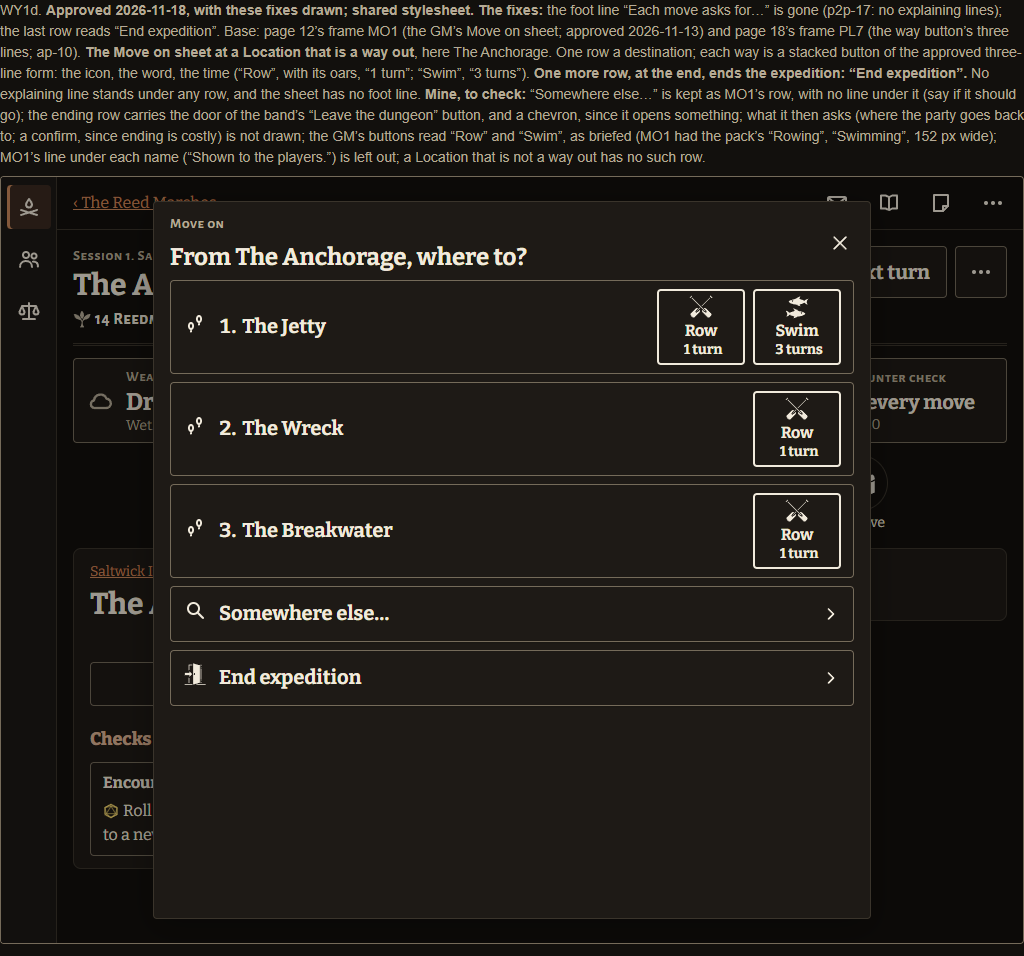 WY1d. Approved 2026-11-18, with these fixes drawn; shared stylesheet. The fixes: the foot line “Each move asks for…” is gone (p2p-17: no explaining lines);
the last row reads “End expedition”. Base: page 12’s frame MO1 (the GM’s Move on sheet; approved 2026-11-13) and page 18’s frame PL7 (the way button’s three
lines; ap-10). The Move on sheet at a Location that is a way out, here The Anchorage. One row a destination; each way is a stacked button of the approved three-
line form: the icon, the word, the time (“Row”, with its oars, “1 turn”; “Swim”, “3 turns”). One more row, at the end, ends the expedition: “End expedition”. No
explaining line stands under any row, and the sheet has no foot line. Mine, to check: “Somewhere else…” is kept as MO1’s row, with no line under it (say if it should
go); the ending row carries the door of the band’s “Leave the dungeon” button, and a chevron, since it opens something; what it then asks (where the party goes back
to; a confirm, since ending is costly) is not drawn; the GM’s buttons read “Row” and “Swim”, as briefed (MO1 had the pack’s “Rowing”, “Swimming”, 152 px wide);
MO1’s line under each name (“Shown to the players.”) is left out; a Location that is not a way out has no such row.
‹ The Reed Marshes
Session 1. Sa
The A
xt turn
14 Reedm
Wea
Dr
Wet
unter check
every move
0
ve
Saltwick I
The A
Checks
Encou
Roll
to a ne
Move on
From The Anchorage, where to?
1. The Jetty
Row
1 turn
Swim
3 turns
2. The Wreck
Row
1 turn
3. The Breakwater
Row
1 turn
Somewhere else…
End expedition